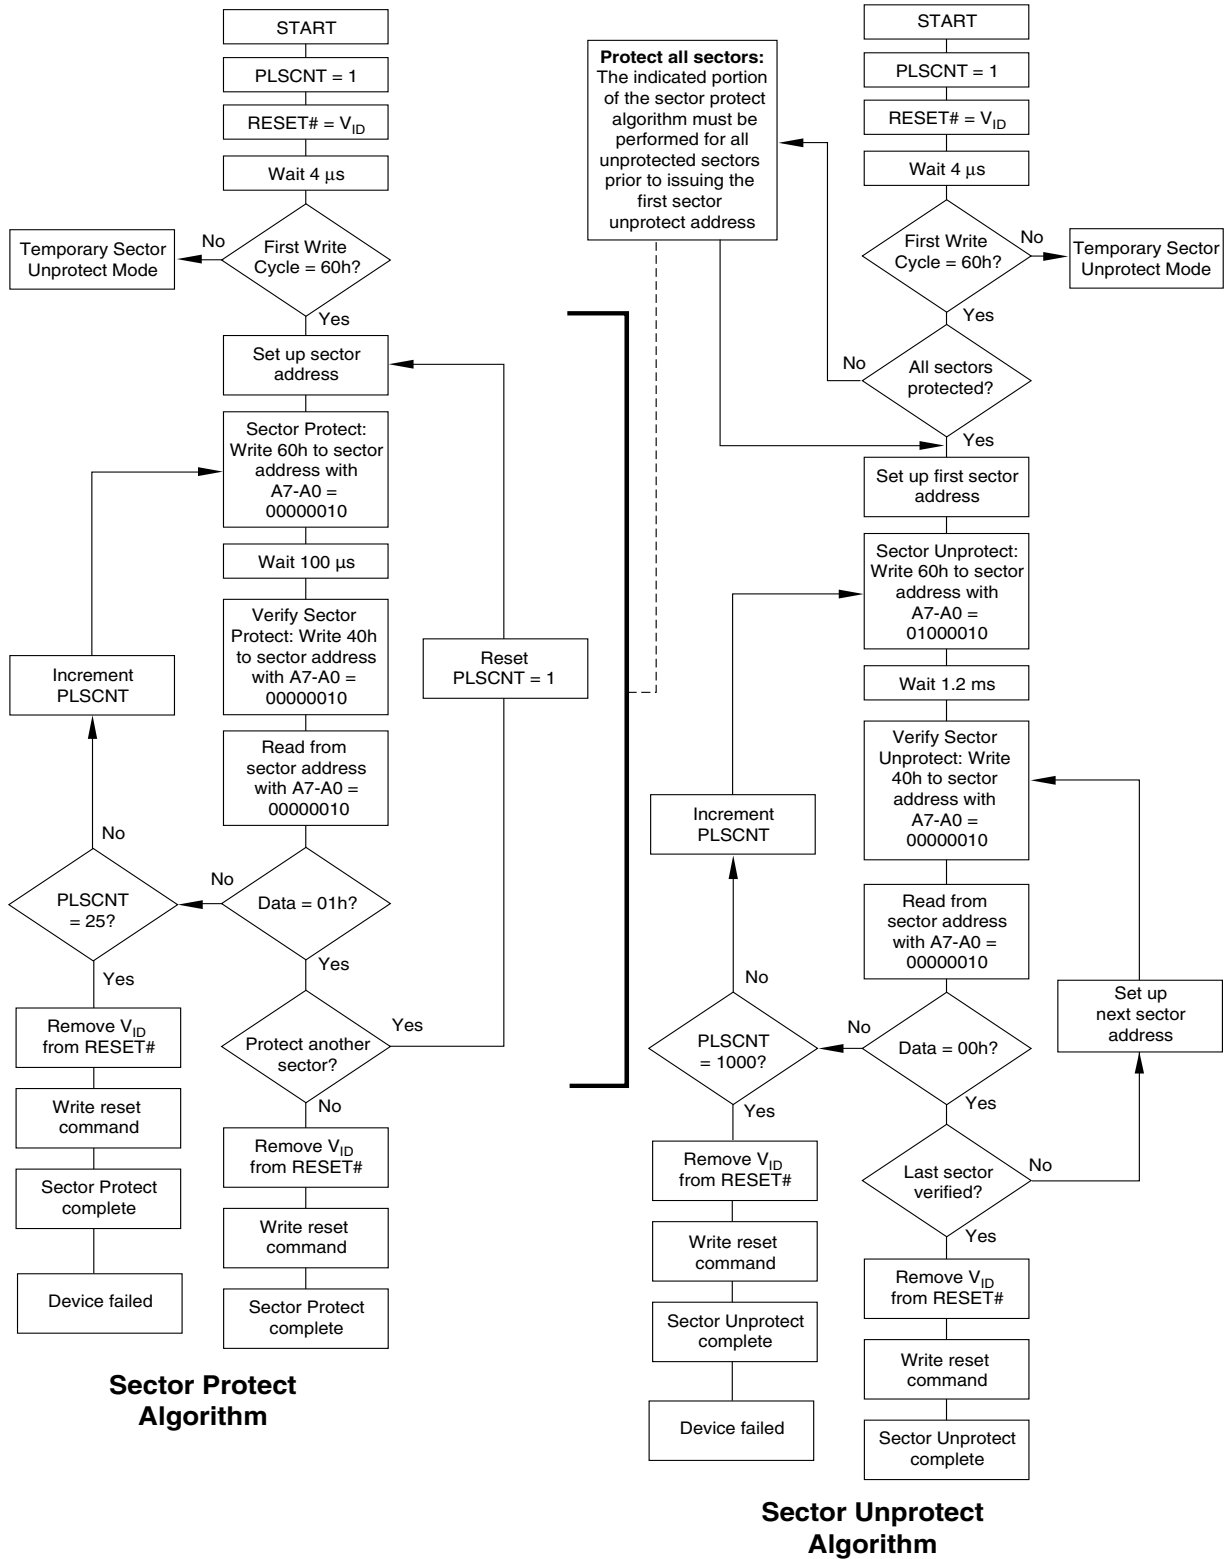 START
PLSCNT = 1
RESET# = VID
Wait 4 μs
First Write
Cycle = 60h?
No
Temporary Sector
Unprotect Mode
Yes
Set up sector
address
Sector Protect:
Write 60h to sector
address with
A7-A0 =
00000010
Wait 100 µs
Verify Sector
Protect: Write 40h
to sector address
with A7-A0 =
00000010
Read from
sector address
with A7-A0 =
00000010
Data = 01h?
No
PLSCNT
= 25?
No
Increment
PLSCNT
Yes
Remove VID
from RESET#
Write reset
command
Sector Protect
complete
Device failed
Yes
Protect another
sector?
Yes
Reset
PLSCNT = 1
No
Remove VID
from RESET#
Write reset
command
Sector Protect
complete
Sector Protect
Algorithm
Protect all sectors:
The indicated portion
of the sector protect
algorithm must be
performed for all
unprotected sectors
prior to issuing the
first sector
unprotect address
START
PLSCNT = 1
RESET# = VID
Wait 4 μs
First Write
Cycle = 60h?
No
Temporary Sector
Unprotect Mode
Yes
All sectors
protected?
No
Yes
Set up first sector
address
Sector Unprotect:
Write 60h to sector
address with
A7-A0 =
01000010
Wait 1.2 ms
Verify Sector
Unprotect: Write
40h to sector
address with
A7-A0 =
00000010
Read from
sector address
with A7-A0 =
00000010
Data = 00h?
No
PLSCNT
= 1000?
No
Increment
PLSCNT
Yes
Remove VID
from RESET#
Write reset
command
Sector Unprotect
complete
Device failed
Yes
Last sector
verified?
No
Set up
next sector
address
Yes
Remove VID
from RESET#
Write reset
command
Sector Unprotect
complete
Sector Unprotect
Algorithm